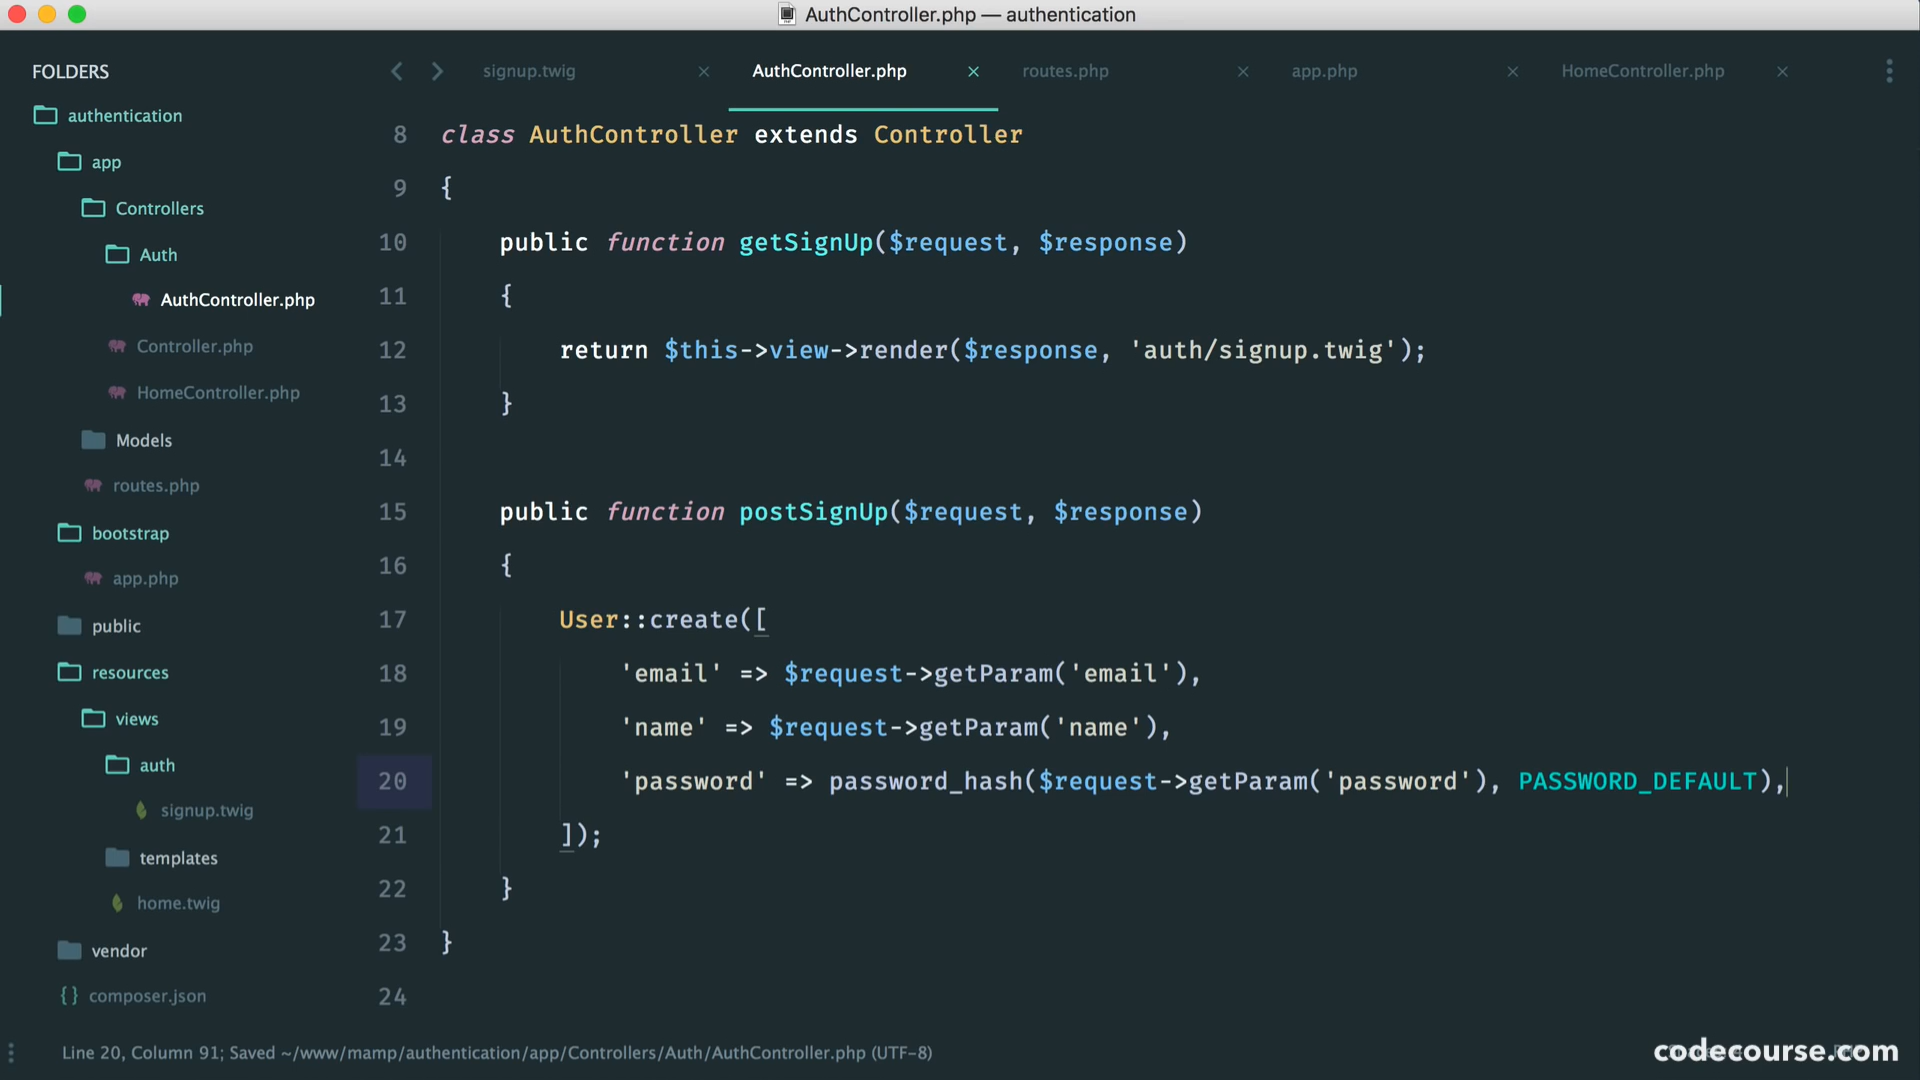 AuthController.php — authentication
FOLDERS
authentication
app
Controllers
Auth
AuthController.php
Controller.php
HomeController.php
Models
routes.php
bootstrap
app.php
public
resources
views
auth
signup.twig
templates
home.twig
vendor
{} composer.json
signup.twig × AuthController.php × routes.php × app.php × HomeController.php ×
8 class AuthController extends Controller
9 {
10 public function getSignUp($request, $response)
11 {
12 return $this->view->render($response, 'auth/signup.twig');
13 }
14
15 public function postSignUp($request, $response)
16 {
17 User::create([
18 'email' => $request->getParam('email'),
19 'name' => $request->getParam('name'),
20 'password' => password_hash($request->getParam('password'), PASSWORD_DEFAULT),
21 ]);
22 }
23 }
24
Line 20, Column 91; Saved ~/www/mamp/authentication/app/Controllers/Auth/AuthController.php (UTF-8)
codecourse.com